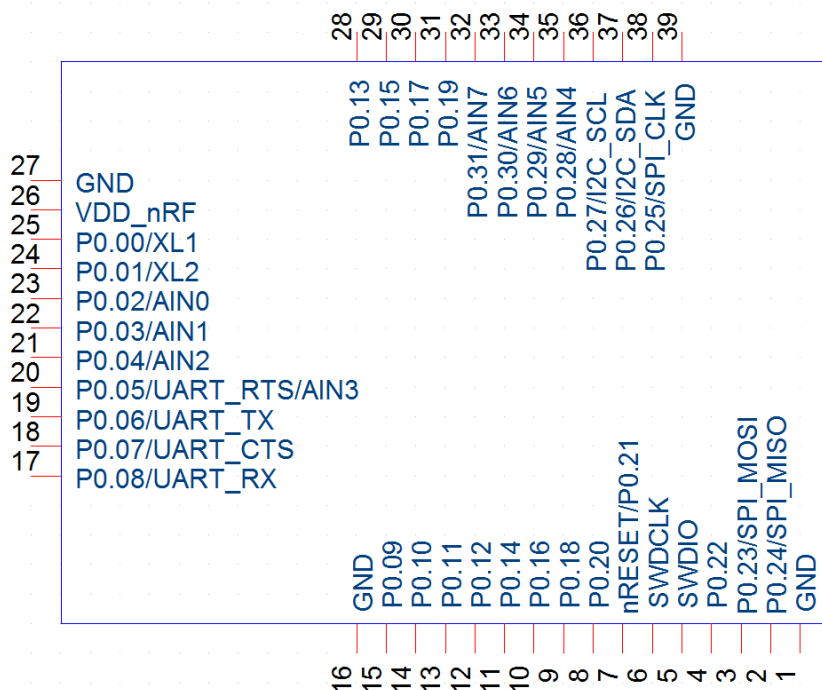 28
29
30
31
32
33
34
35
36
37
38
39
P0.13
P0.15
P0.17
P0.19
P0.31/AIN7
P0.30/AIN6
P0.29/AIN5
P0.28/AIN4
P0.27/I2C_SCL
P0.26/I2C_SDA
P0.25/SPI_CLK
GND
27 GND
26 VDD_nRF
25 P0.00/XL1
24 P0.01/XL2
23 P0.02/AIN0
22 P0.03/AIN1
21 P0.04/AIN2
20 P0.05/UART_RTS/AIN3
19 P0.06/UART_TX
18 P0.07/UART_CTS
17 P0.08/UART_RX
GND
P0.09
P0.10
P0.11
P0.12
P0.14
P0.16
P0.18
P0.20
nRESET/P0.21
SWDCLK
SWDIO
P0.22
P0.23/SPI_MOSI
P0.24/SPI_MISO
GND
16
15
14
13
12
11
10
9
8
7
6
5
4
3
2
1